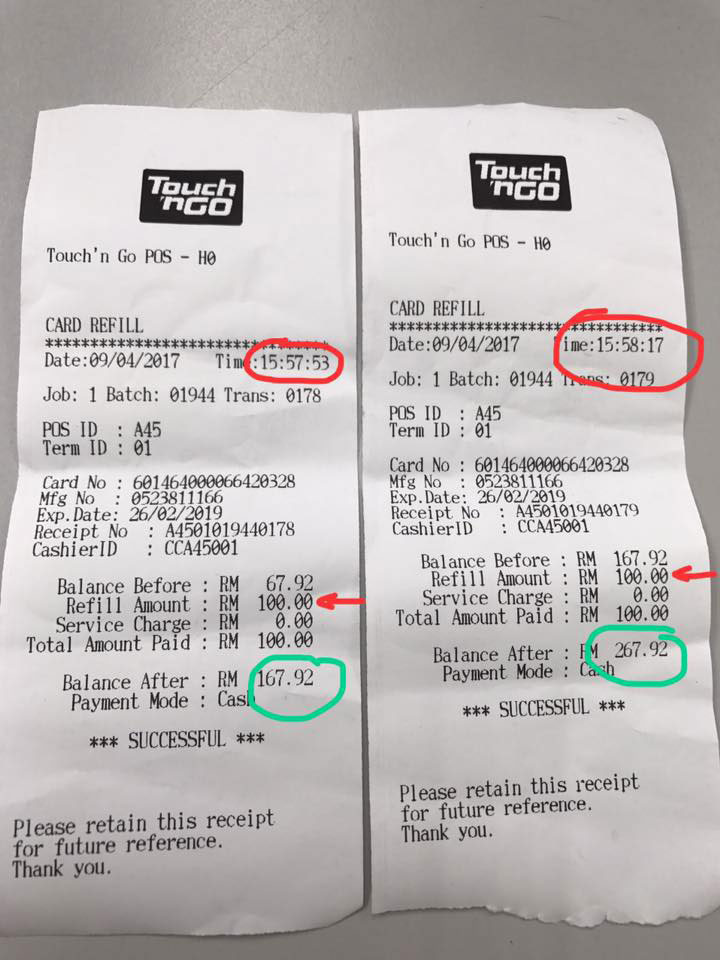 Touch
'nGO
Touch'n Go POS - H0
CARD REFILL
*********************************
Date:09/04/2017 Time:15:57:53
Job: 1 Batch: 01944 Trans: 0178
POS ID : A45
Term ID : 01
Card No : 601464000066420328
Mfg No : 0523811166
Exp.Date: 26/02/2019
Receipt No : A4501019440178
CashierID : CCA45001
Balance Before : RM 67.92
Refill Amount : RM 100.00
Service Charge : RM 0.00
Total Amount Paid : RM 100.00
Balance After : RM 167.92
Payment Mode : Cash
*** SUCCESSFUL ***
Please retain this receipt
for future reference.
Thank you.
Touch
'nGO
Touch'n Go POS - H0
CARD REFILL
*********************************
Date:09/04/2017 Time:15:58:17
Job: 1 Batch: 01944 Trans: 0179
POS ID : A45
Term ID : 01
Card No : 601464000066420328
Mfg No : 0523811166
Exp.Date: 26/02/2019
Receipt No : A4501019440179
CashierID : CCA45001
Balance Before : RM 167.92
Refill Amount : RM 100.00
Service Charge : RM 0.00
Total Amount Paid : RM 100.00
Balance After : RM 267.92
Payment Mode : Cash
*** SUCCESSFUL ***
Please retain this receipt
for future reference.
Thank you.